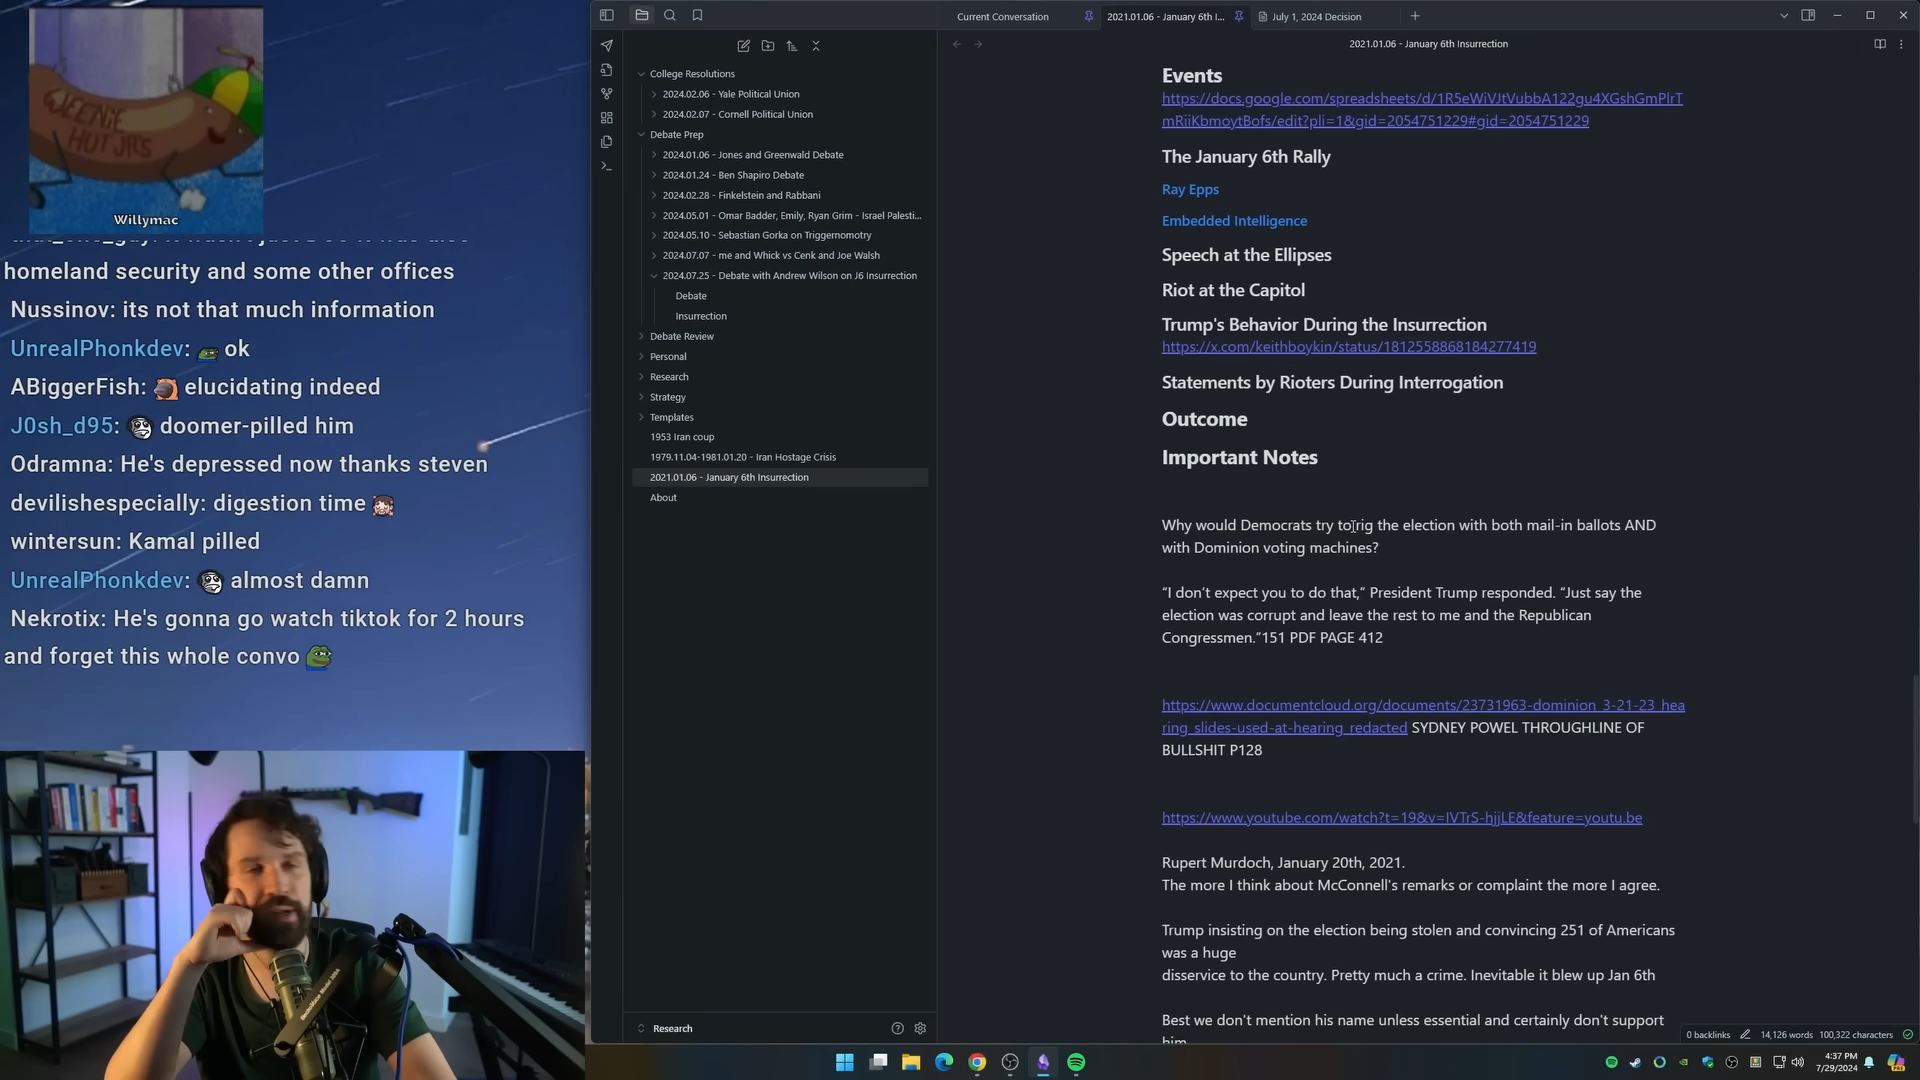 WEENIE
HUT JR'S
Willymac
homeland security and some other offices
Nussinov: its not that much information
UnrealPhonkdev: ok
ABiggerFish: elucidating indeed
J0sh_d95: doomer-pilled him
Odramna: He's depressed now thanks steven
devilishespecially: digestion time
wintersun: Kamal pilled
UnrealPhonkdev: almost damn
Nekrotix: He's gonna go watch tiktok for 2 hours
and forget this whole convo
College Resolutions
2024.02.06 - Yale Political Union
2024.02.07 - Cornell Political Union
Debate Prep
2024.01.06 - Jones and Greenwald Debate
2024.01.24 - Ben Shapiro Debate
2024.02.28 - Finkelstein and Rabbani
2024.05.01 - Omar Badder, Emily, Ryan Grim - Israel Palesti...
2024.05.10 - Sebastian Gorka on Triggernomotry
2024.07.07 - me and Whick vs Cenk and Joe Walsh
2024.07.25 - Debate with Andrew Wilson on J6 Insurrection
Debate
Insurrection
Debate Review
Personal
Research
Strategy
Templates
1953 Iran coup
1979.11.04-1981.01.20 - Iran Hostage Crisis
2021.01.06 - January 6th Insurrection
About
Research
Current Conversation
2021.01.06 - January 6th I...
July 1, 2024 Decision
2021.01.06 - January 6th Insurrection
Events
https://docs.google.com/spreadsheets/d/1R5eWiVJtVubbA122gu4XGshGmPlrT
mRiiKbmoytBofs/edit?pli=1&gid=2054751229#gid=2054751229
The January 6th Rally
Ray Epps
Embedded Intelligence
Speech at the Ellipses
Riot at the Capitol
Trump's Behavior During the Insurrection
https://x.com/keithboykin/status/1812558868184277419
Statements by Rioters During Interrogation
Outcome
Important Notes
Why would Democrats try to rig the election with both mail-in ballots AND
with Dominion voting machines?
“I don’t expect you to do that,” President Trump responded. “Just say the
election was corrupt and leave the rest to me and the Republican
Congressmen.”151 PDF PAGE 412
https://www.documentcloud.org/documents/23731963-dominion_3-21-23_hea
ring_slides-used-at-hearing_redacted SYDNEY POWEL THROUGHLINE OF
BULLSHIT P128
https://www.youtube.com/watch?t=19&v=IVTrS-hjjLE&feature=youtu.be
Rupert Murdoch, January 20th, 2021.
The more I think about McConnell's remarks or complaint the more I agree.
Trump insisting on the election being stolen and convincing 251 of Americans
was a huge
disservice to the country. Pretty much a crime. Inevitable it blew up Jan 6th
Best we don't mention his name unless essential and certainly don't support
him
0 backlinks
14,126 words
100,322 characters
4:37 PM
7/29/2024